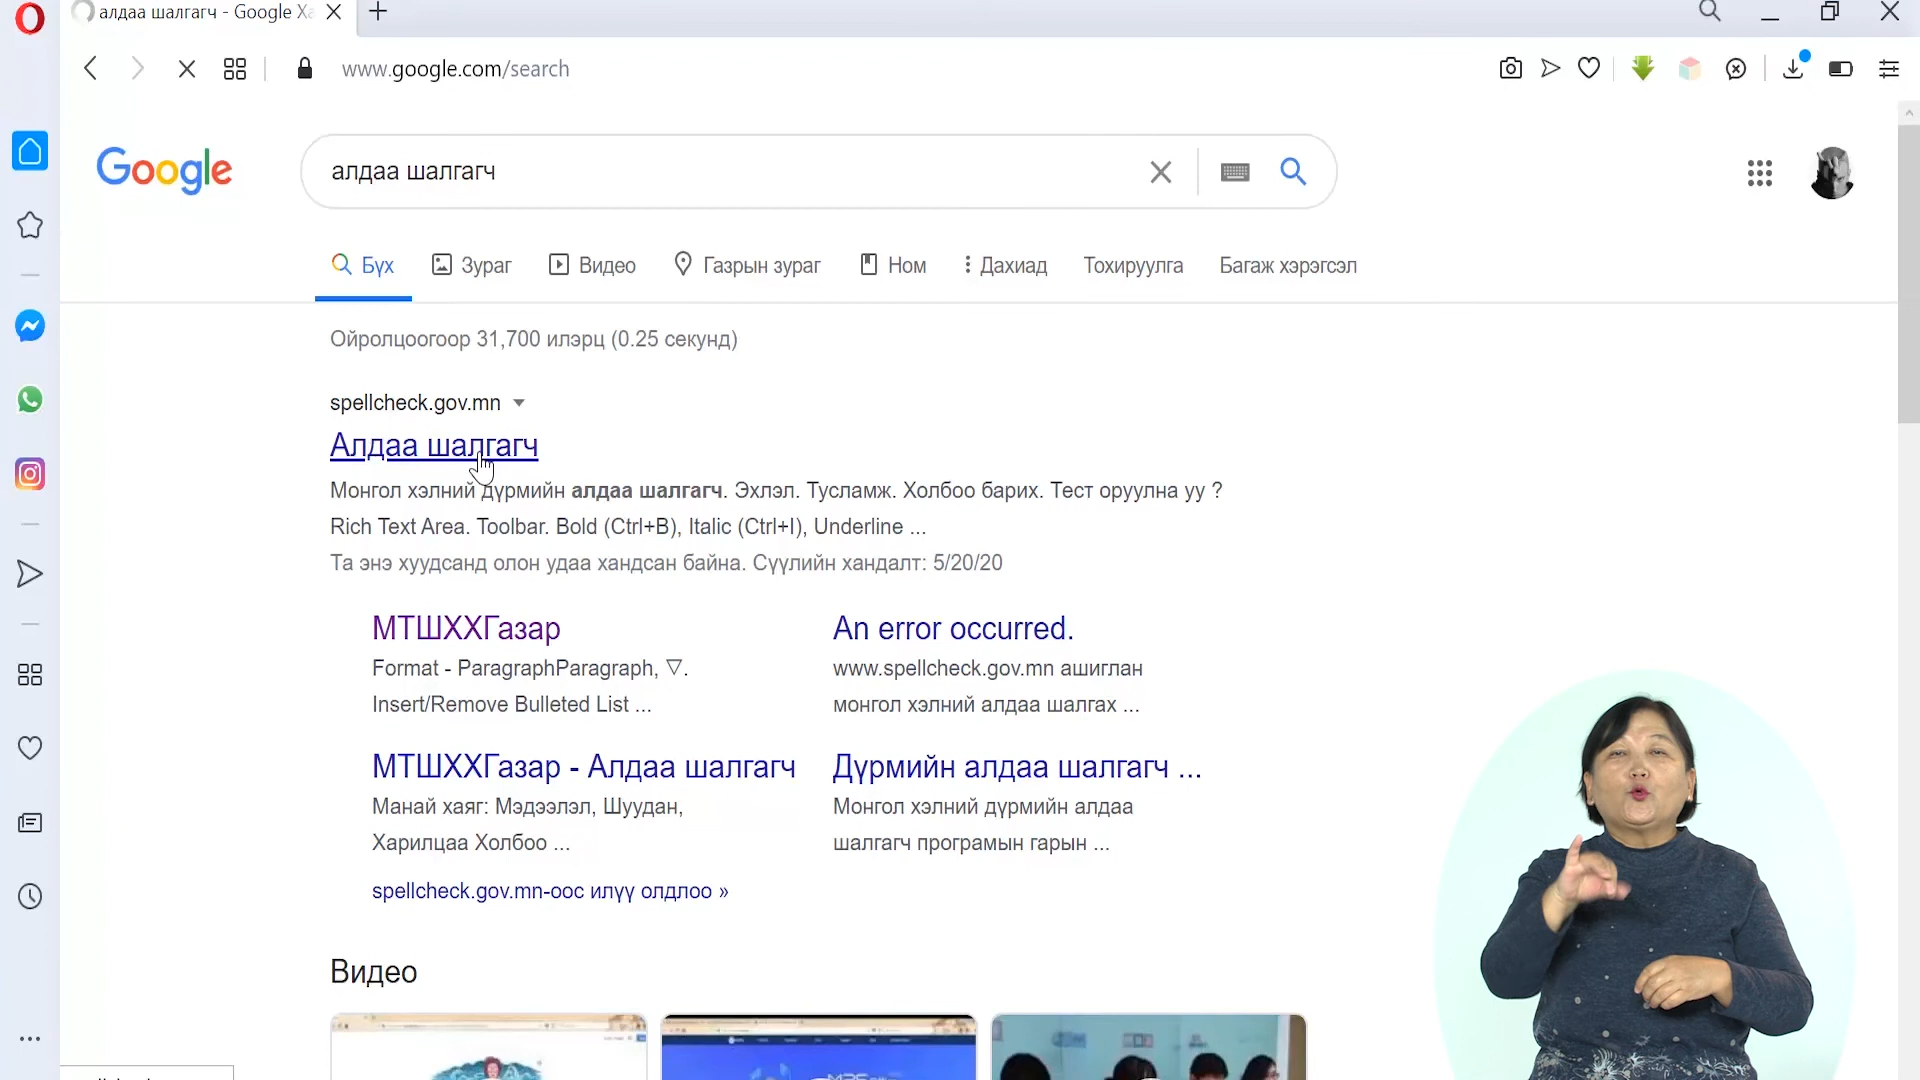 алдаа шалгагч - Google Ха
www.google.com/search
Google
алдаа шалгагч
Бүх
Зураг
Видео
Газрын зураг
Ном
Дахиад
Тохируулга
Багаж хэрэгсэл
Ойролцоогоор 31,700 илэрц (0.25 секунд)
spellcheck.gov.mn
Алдаа шалгагч
Монгол хэлний дүрмийн алдаа шалгагч. Эхлэл. Тусламж. Холбоо барих. Тест оруулна уу ?
Rich Text Area. Toolbar. Bold (Ctrl+B), Italic (Ctrl+I), Underline ...
Та энэ хуудсанд олон удаа хандсан байна. Сүүлийн хандалт: 5/20/20
МТШХХГазар
Format - ParagraphParagraph, ▽.
Insert/Remove Bulleted List ...
An error occurred.
www.spellcheck.gov.mn ашиглан
монгол хэлний алдаа шалгах ...
МТШХХГазар - Алдаа шалгагч
Манай хаяг: Мэдээлэл, Шуудан,
Харилцаа Холбоо ...
Дүрмийн алдаа шалгагч ...
Монгол хэлний дүрмийн алдаа
шалгагч програмын гарын ...
spellcheck.gov.mn-оос илүү олдлоо »
Видео